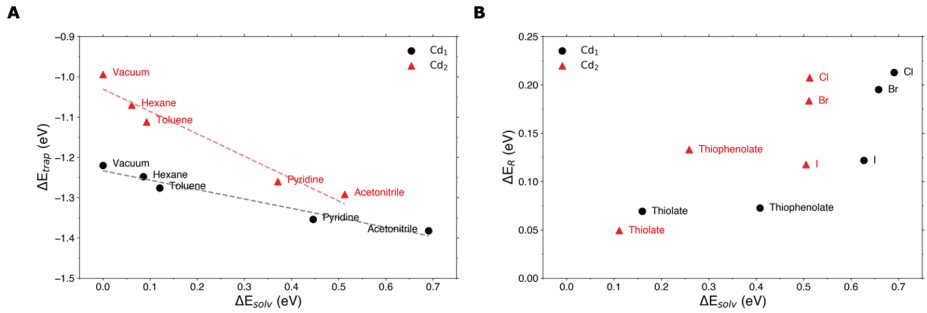 A
B
ΔE_trap (eV)
−0.9
−1.0
−1.1
−1.2
−1.3
−1.4
−1.5
Cd₁
Cd₂
Vacuum
Hexane
Toluene
Pyridine
Acetonitrile
Vacuum
Hexane
Toluene
Pyridine
Acetonitrile
0.0 0.1 0.2 0.3 0.4 0.5 0.6 0.7
ΔE_solv (eV)
ΔE_R (eV)
0.25
0.20
0.15
0.10
0.05
0.00
Cd₁
Cd₂
Cl
Cl
Br
Br
Thiophenolate
I
I
Thiolate
Thiophenolate
Thiolate
0.0 0.1 0.2 0.3 0.4 0.5 0.6 0.7
ΔE_solv (eV)